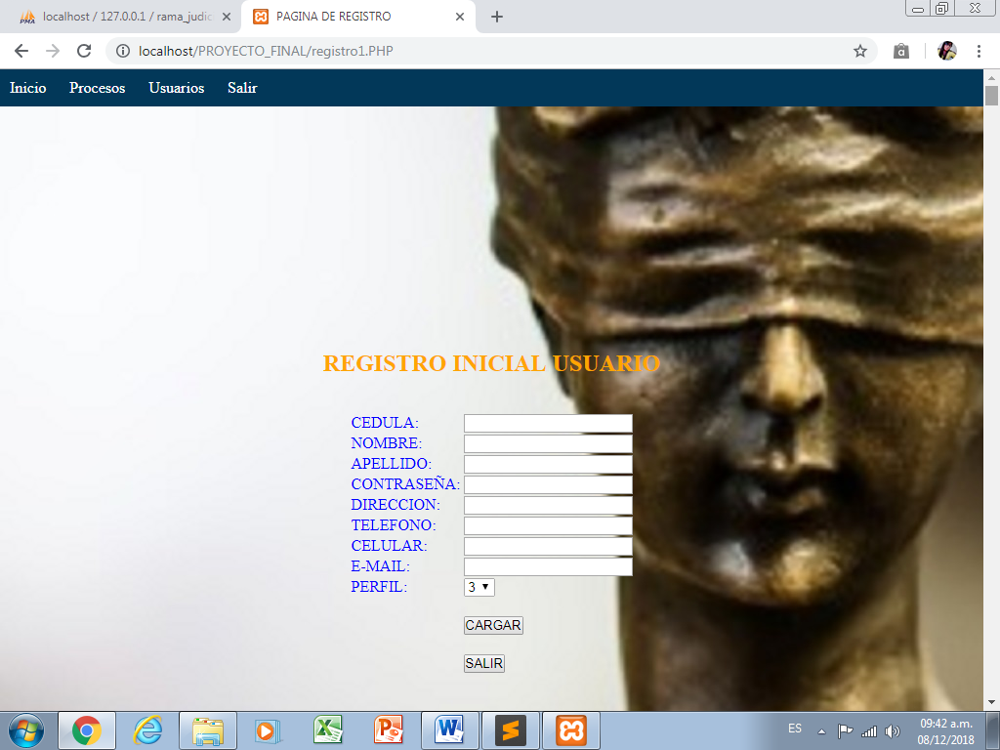 localhost / 127.0.0.1 / rama_judic
PAGINA DE REGISTRO
localhost/PROYECTO_FINAL/registro1.PHP
Inicio Procesos Usuarios Salir
REGISTRO INICIAL USUARIO
CEDULA:
NOMBRE:
APELLIDO:
CONTRASEÑA:
DIRECCION:
TELEFONO:
CELULAR:
E-MAIL:
PERFIL: 3
CARGAR
SALIR
ES
09:42 a.m.
08/12/2018